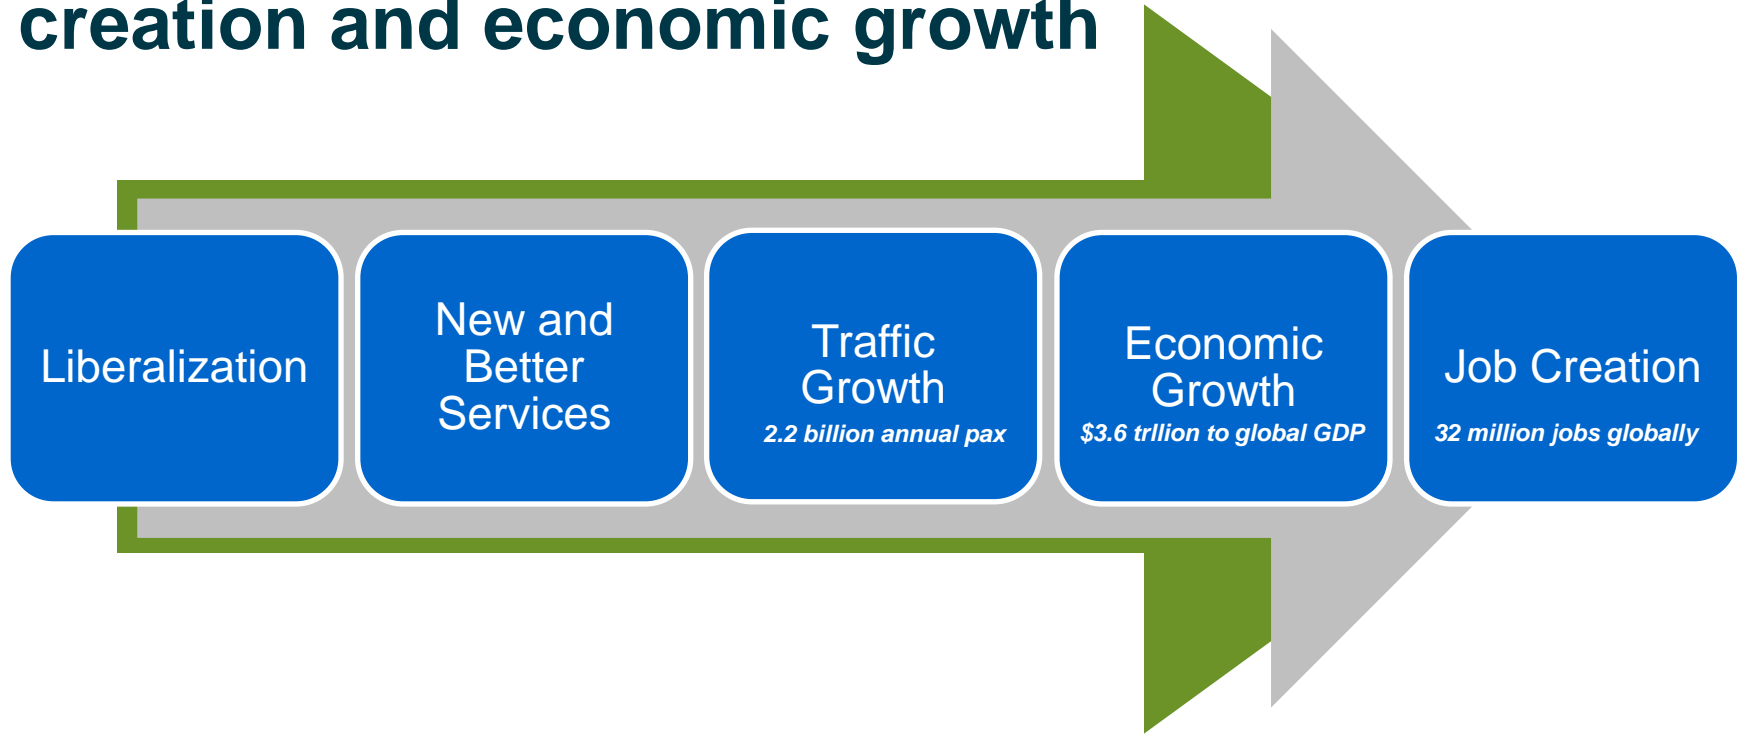 creation and economic growth
Liberalization
New and
Better
Services
Traffic
Growth
2.2 billion annual pax
Economic
Growth
$3.6 trllion to global GDP
Job Creation
32 million jobs globally